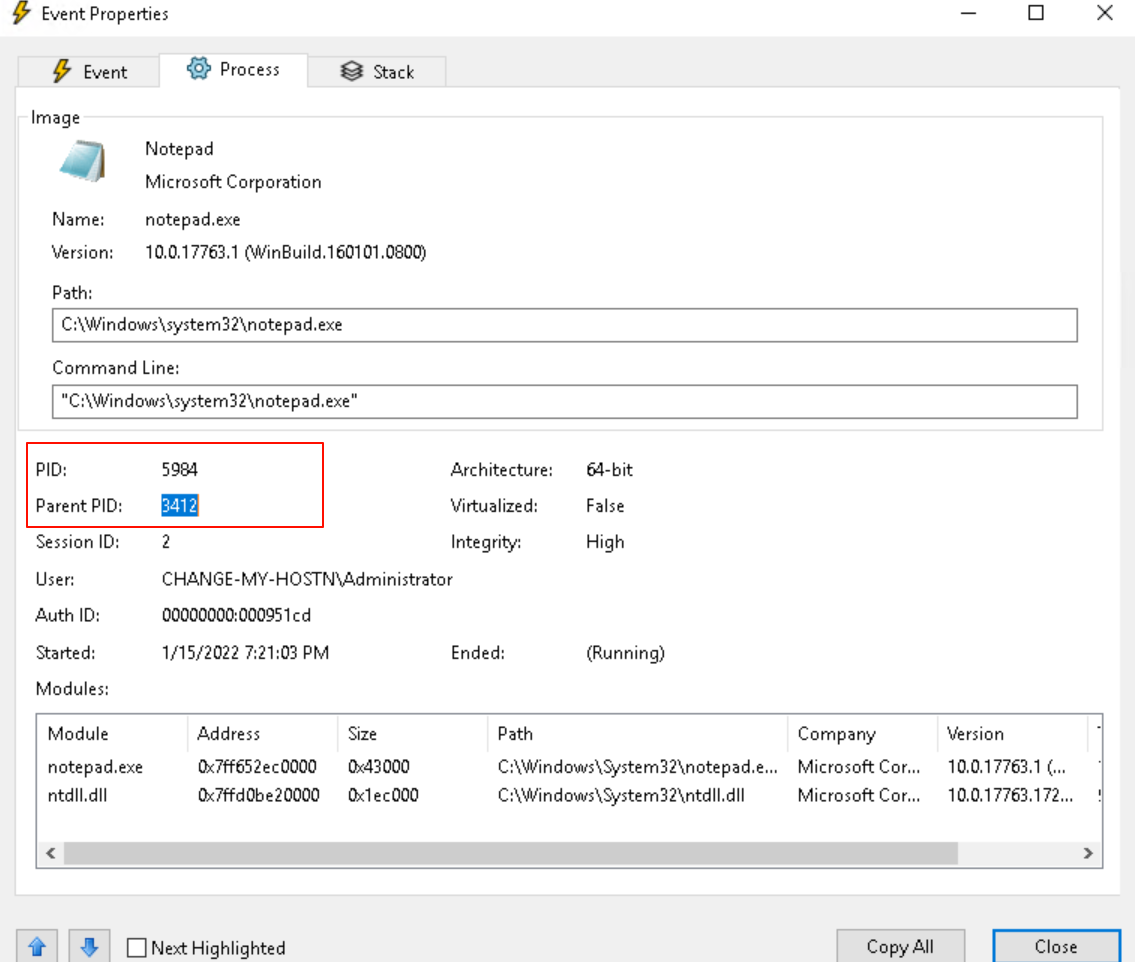 Event Properties
Event Process Stack
Image
Notepad
Microsoft Corporation
Name: notepad.exe
Version: 10.0.17763.1 (WinBuild.160101.0800)
Path:
C:\Windows\system32\notepad.exe
Command Line:
"C:\Windows\system32\notepad.exe"
PID: 5984 Architecture: 64-bit
Parent PID: 3412 Virtualized: False
Session ID: 2 Integrity: High
User: CHANGE-MY-HOSTN\Administrator
Auth ID: 00000000:000951cd
Started: 1/15/2022 7:21:03 PM Ended: (Running)
Modules:
Module Address Size Path Company Version
notepad.exe 0x7ff652ec0000 0x43000 C:\Windows\System32\notepad.e... Microsoft Cor... 10.0.17763.1 (...
ntdll.dll 0x7ffd0be20000 0x1ec000 C:\Windows\System32\ntdll.dll Microsoft Cor... 10.0.17763.172...
Next Highlighted Copy All Close